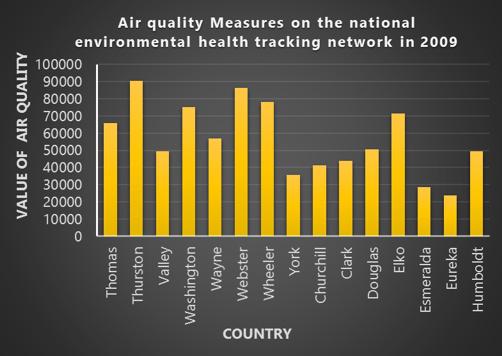 Air quality Measures on the national
environmental health tracking network in 2009
VALUE OF AIR QUALITY
100000
90000
80000
70000
60000
50000
40000
30000
20000
10000
0
Thomas
Thurston
Valley
Washington
Wayne
Webster
Wheeler
York
Churchill
Clark
Douglas
Elko
Esmeralda
Eureka
Humboldt
COUNTRY